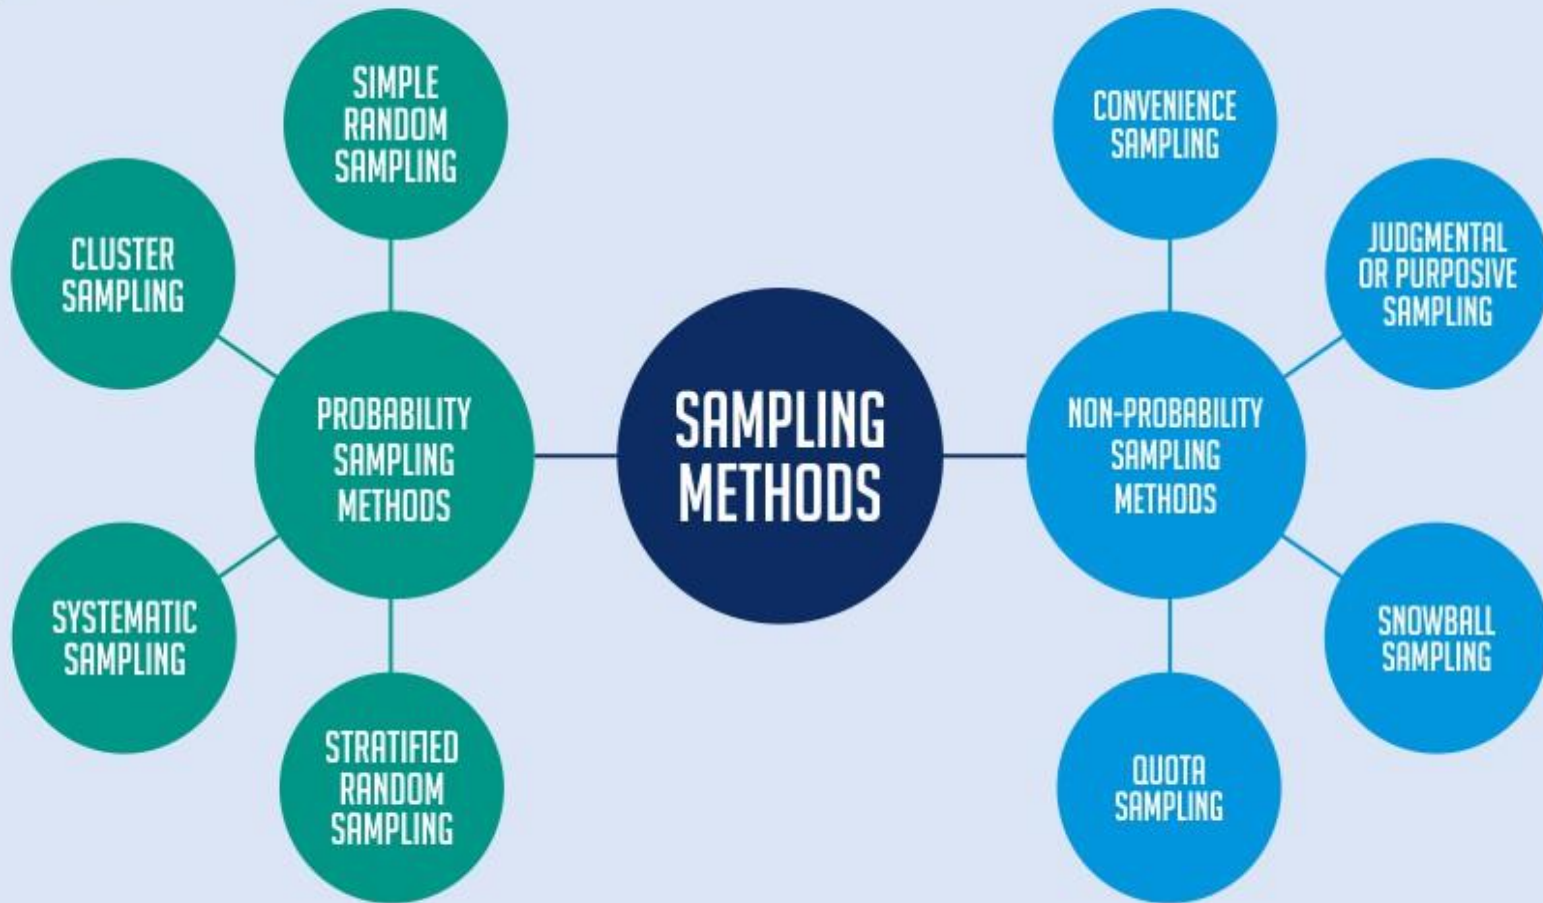 SIMPLE
RANDOM
SAMPLING
CLUSTER
SAMPLING
PROBABILITY
SAMPLING
METHODS
SYSTEMATIC
SAMPLING
STRATIFIED
RANDOM
SAMPLING
SAMPLING
METHODS
CONVENIENCE
SAMPLING
JUDGMENTAL
OR PURPOSIVE
SAMPLING
NON-PROBABILITY
SAMPLING
METHODS
SNOWBALL
SAMPLING
QUOTA
SAMPLING